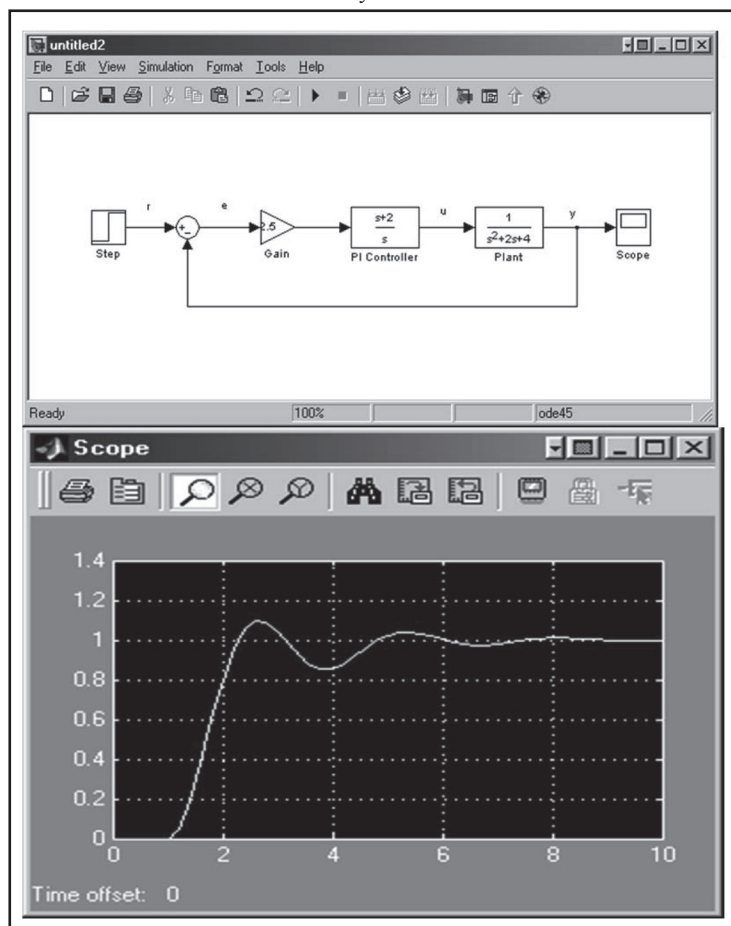 untitled2
File Edit View Simulation Format Tools Help
r e u y
+
-
2.5
s+2
s
1
s²+2s+4
Step Gain PI Controller Plant Scope
Ready 100% ode45
Scope
1.4
1.2
1
0.8
0.6
0.4
0.2
0
0 2 4 6 8 10
Time offset: 0